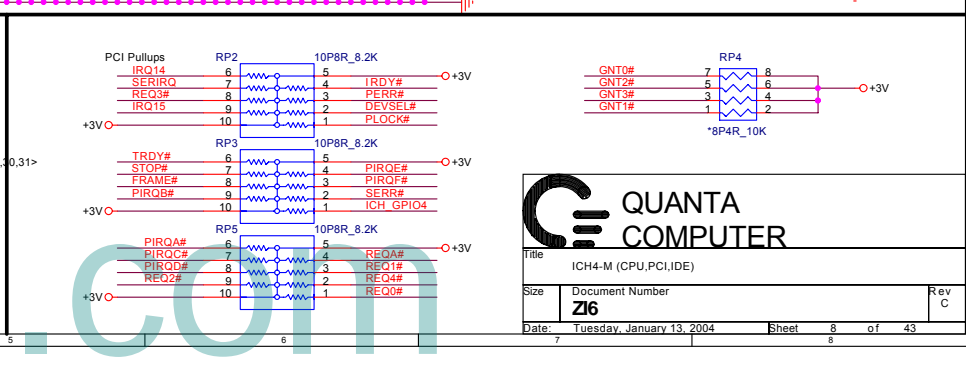 PCI Pullups
RP2
10P8R_8.2K
IRQ14 6 5 +3V
SERIRQ 7 4 IRDY#
REQ3# 8 3 PERR#
IRQ15 9 2 DEVSEL#
+3V 10 1 PLOCK#
RP3
10P8R_8.2K
TRDY# 6 5 +3V
STOP# 7 4 PIRQE#
FRAME# 8 3 PIRQF#
PIRQB# 9 2 SERR#
+3V 10 1 ICH_GPIO4
RP5
10P8R_8.2K
PIRQA# 6 5 +3V
PIRQC# 7 4 REQA#
PIRQD# 8 3 REQ1#
REQ2# 9 2 REQ4#
+3V 10 1 REQ0#
,30,31>
RP4
GNT0# 7 8
GNT2# 5 6 +3V
GNT3# 3 4
GNT1# 1 2
*8P4R_10K
QUANTA
COMPUTER
Title
ICH4-M (CPU,PCI,IDE)
Size Document Number Rev
ZI6 C
Date: Tuesday, January 13, 2004 Sheet 8 of 43
5 6 7 8
.com